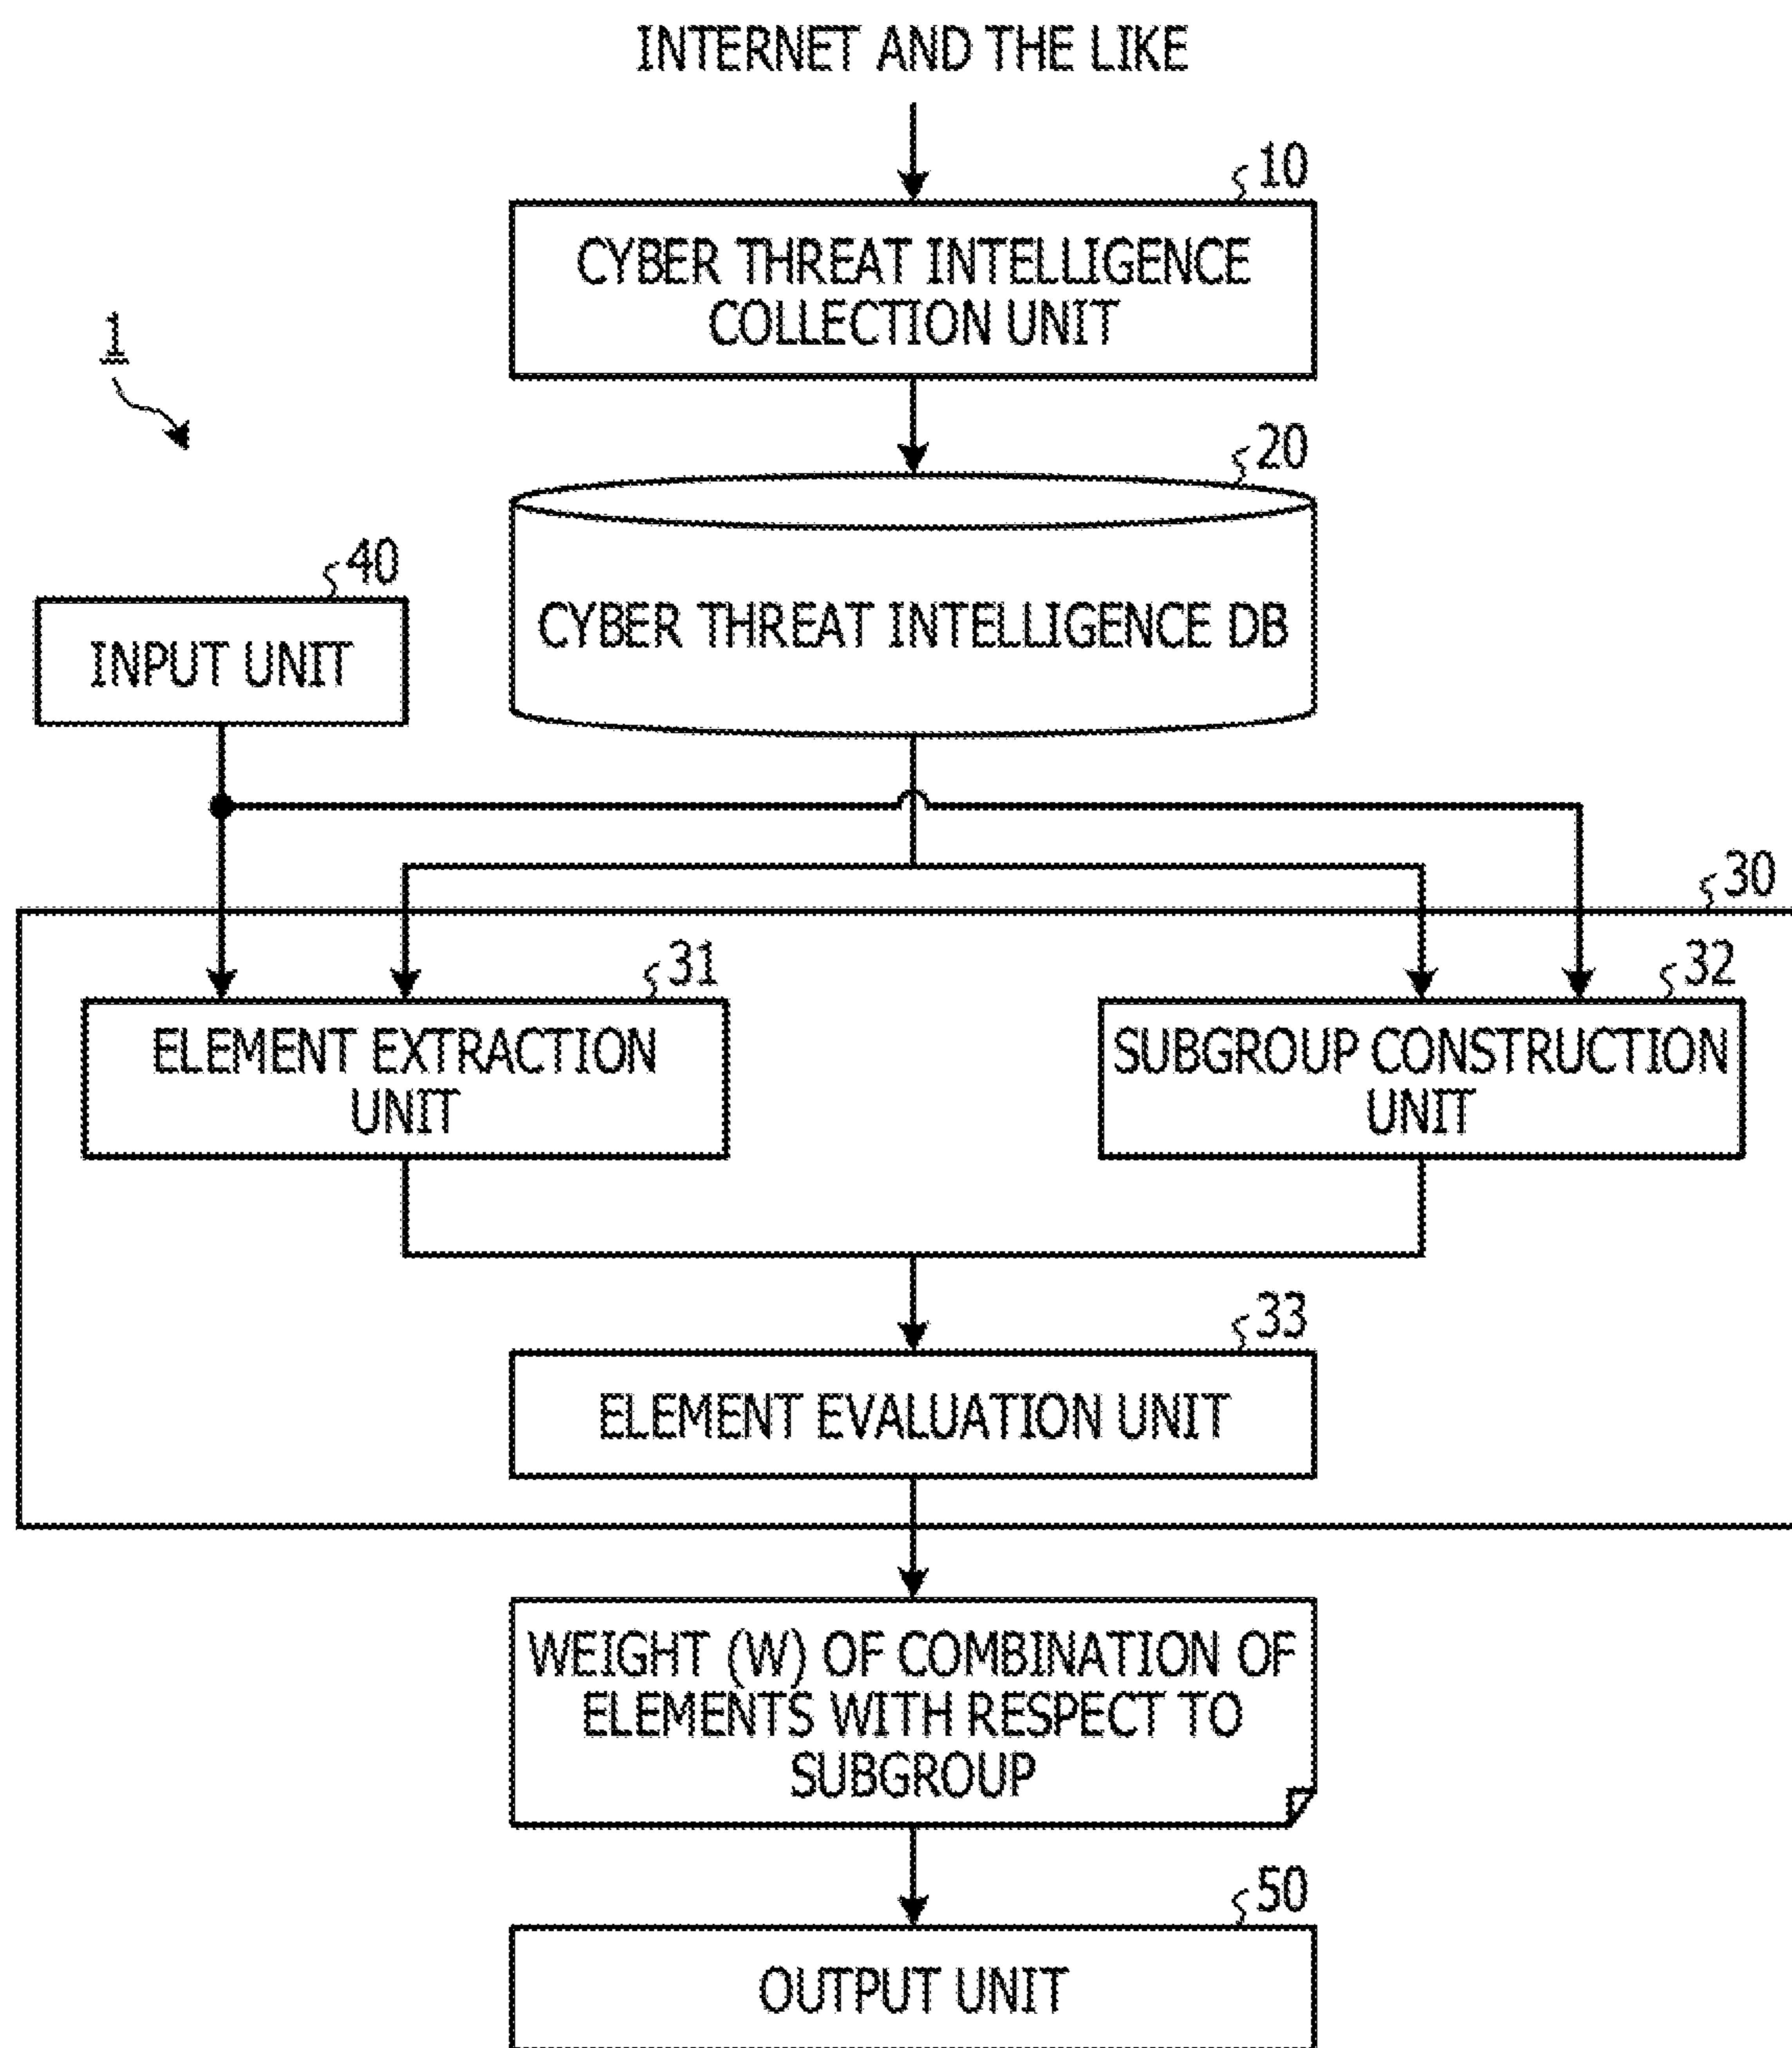 INTERNET AND THE LIKE
10
CYBER THREAT INTELLIGENCE
COLLECTION UNIT
1
20
CYBER THREAT INTELLIGENCE DB
40
INPUT UNIT
30
31
ELEMENT EXTRACTION
UNIT
32
SUBGROUP CONSTRUCTION
UNIT
33
ELEMENT EVALUATION UNIT
WEIGHT (W) OF COMBINATION OF
ELEMENTS WITH RESPECT TO
SUBGROUP
50
OUTPUT UNIT